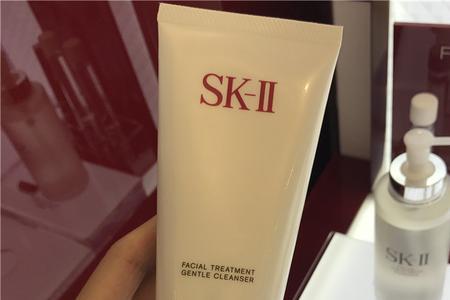 SK-II
FACIAL TREATMENT
GENTLE CLEANSER
F
SK-II